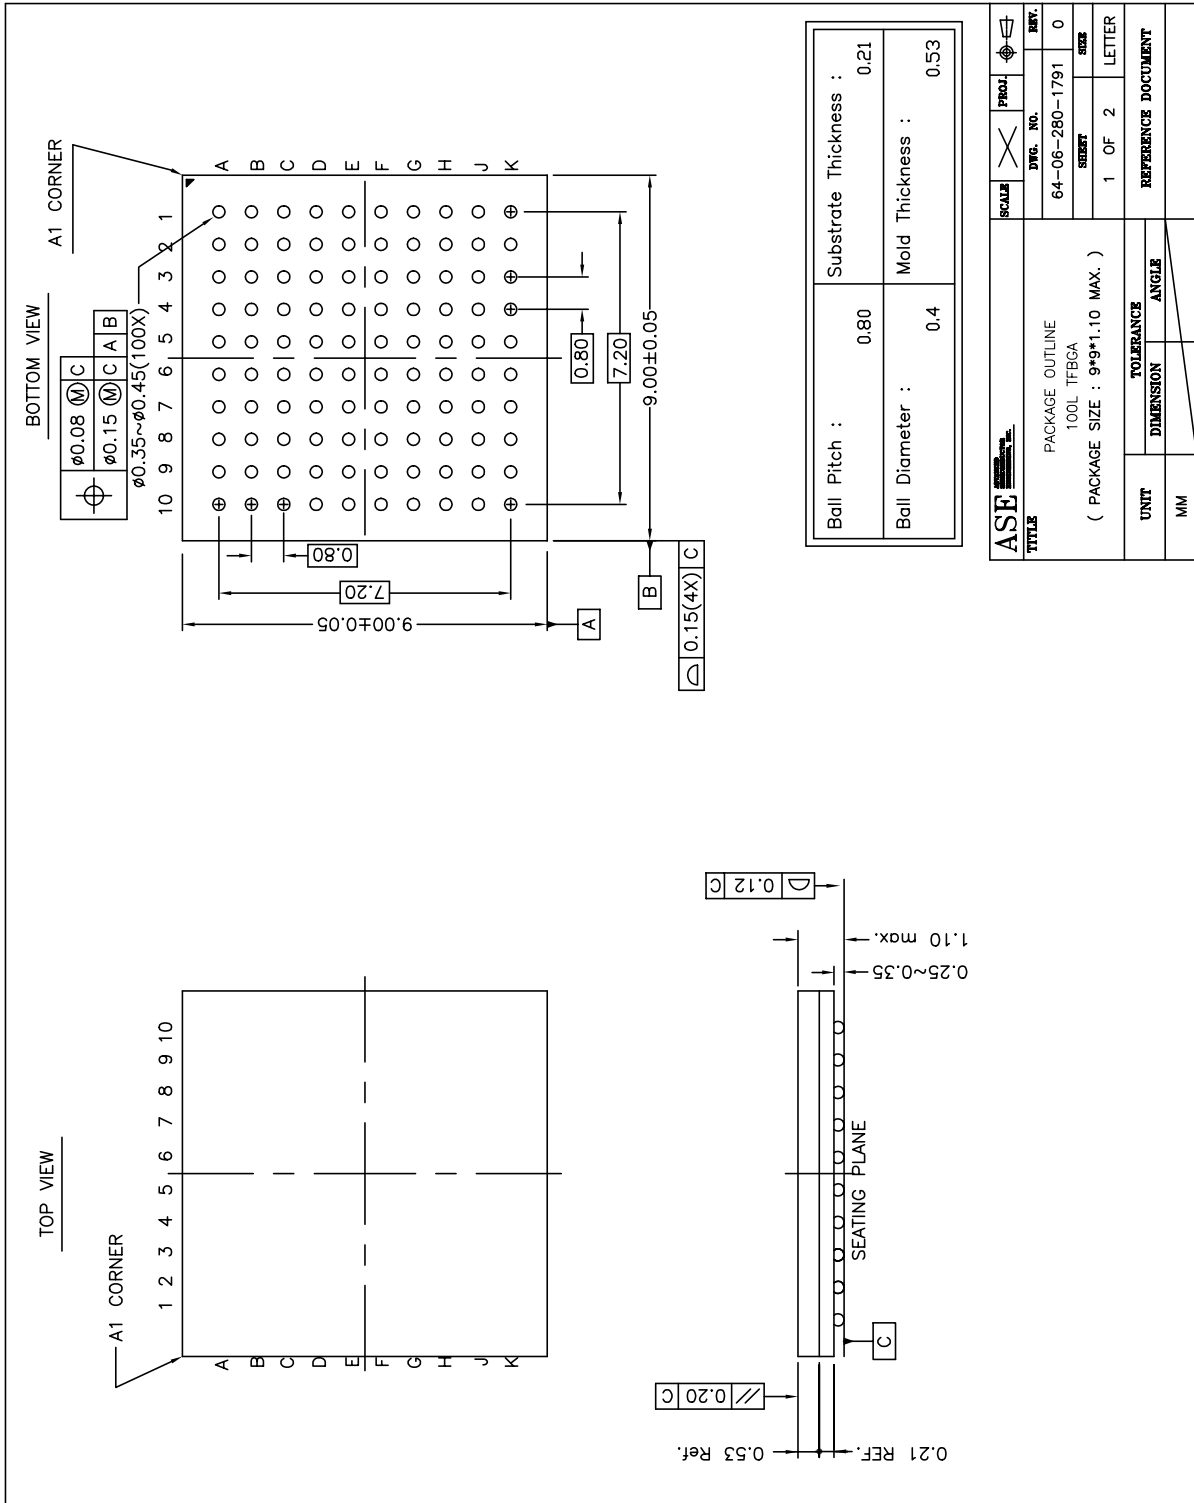 TOP VIEW
A1 CORNER
1 2 3 4 5 6 7 8 9 10
A
B
C
D
E
F
G
H
J
K
BOTTOM VIEW
A1 CORNER
⌖ ø0.08 Ⓜ C
ø0.15 Ⓜ C A B
ø0.35~ø0.45(100X)
10 9 8 7 6 5 4 3 2 1
A
B
C
D
E
F
G
H
J
K
0.80
7.20
9.00±0.05
A
0.80
7.20
9.00±0.05
B
⌓ 0.15(4X) C
// 0.20 C
0.53 Ref.
0.21 REF.
C
SEATING PLANE
⌓ 0.12 C
1.10 max.
0.25~0.35
Ball Pitch : 0.80
Substrate Thickness : 0.21
Ball Diameter : 0.4
Mold Thickness : 0.53
ASE
TITLE
PACKAGE OUTLINE
100L TFBGA
( PACKAGE SIZE : 9*9*1.10 MAX. )
SCALE
PROJ.
DWG. NO.
REV.
64-06-280-1791
0
SHEET
SIZE
1 OF 2
LETTER
UNIT
TOLERANCE
DIMENSION
ANGLE
REFERENCE DOCUMENT
MM